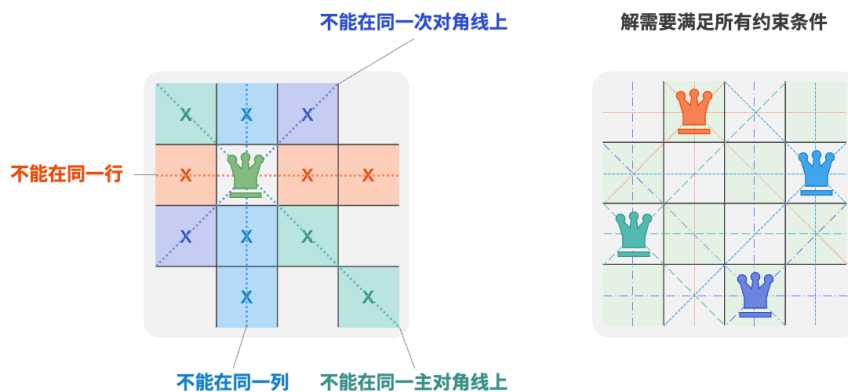 不能在同一次对角线上
解需要满足所有约束条件
X X X
不能在同一行
X X X
X X X
X X
不能在同一列
不能在同一主对角线上